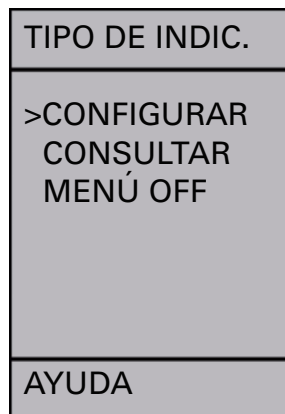 TIPO DE INDIC.
>CONFIGURAR
CONSULTAR
MENÚ OFF
AYUDA